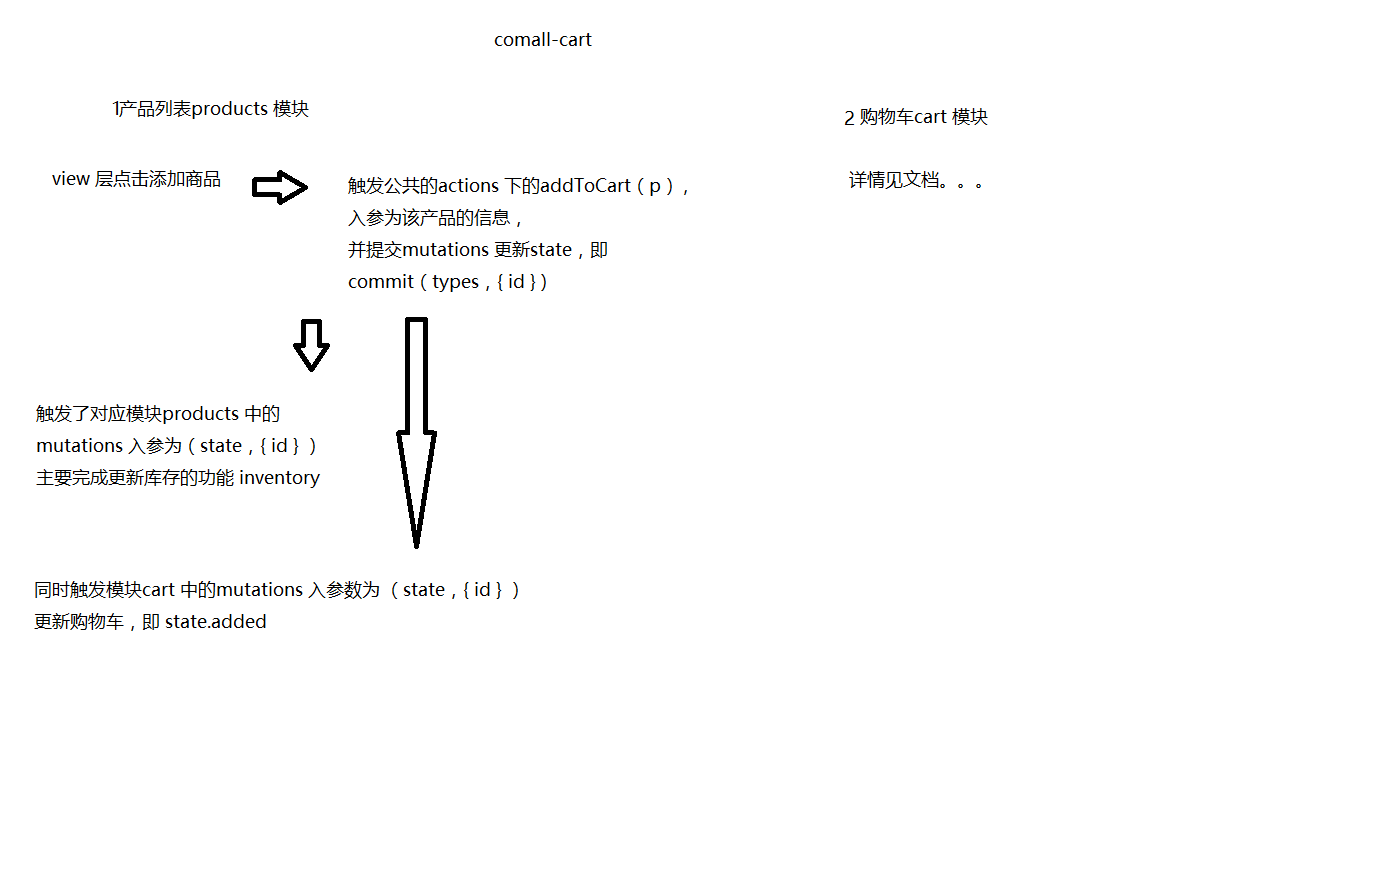 comall-cart
1产品列表products 模块
2 购物车cart 模块
view 层点击添加商品
触发公共的actions 下的addToCart（p），
入参为该产品的信息，
并提交mutations 更新state，即
commit（types，{ id }）
详情见文档。。。
触发了对应模块products 中的
mutations 入参为（state，{ id } ）
主要完成更新库存的功能 inventory
同时触发模块cart 中的mutations 入参数为 （state，{ id } ）
更新购物车，即 state.added